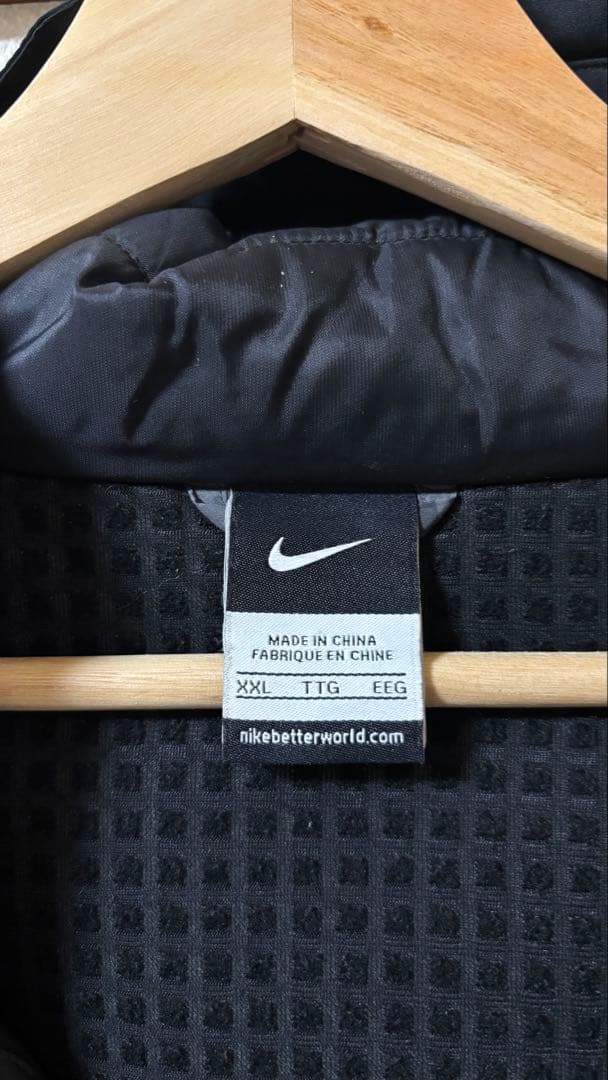 MADE IN CHINA
FABRIQUE EN CHINE
XXL TTG EEG
nikebetterworld.com